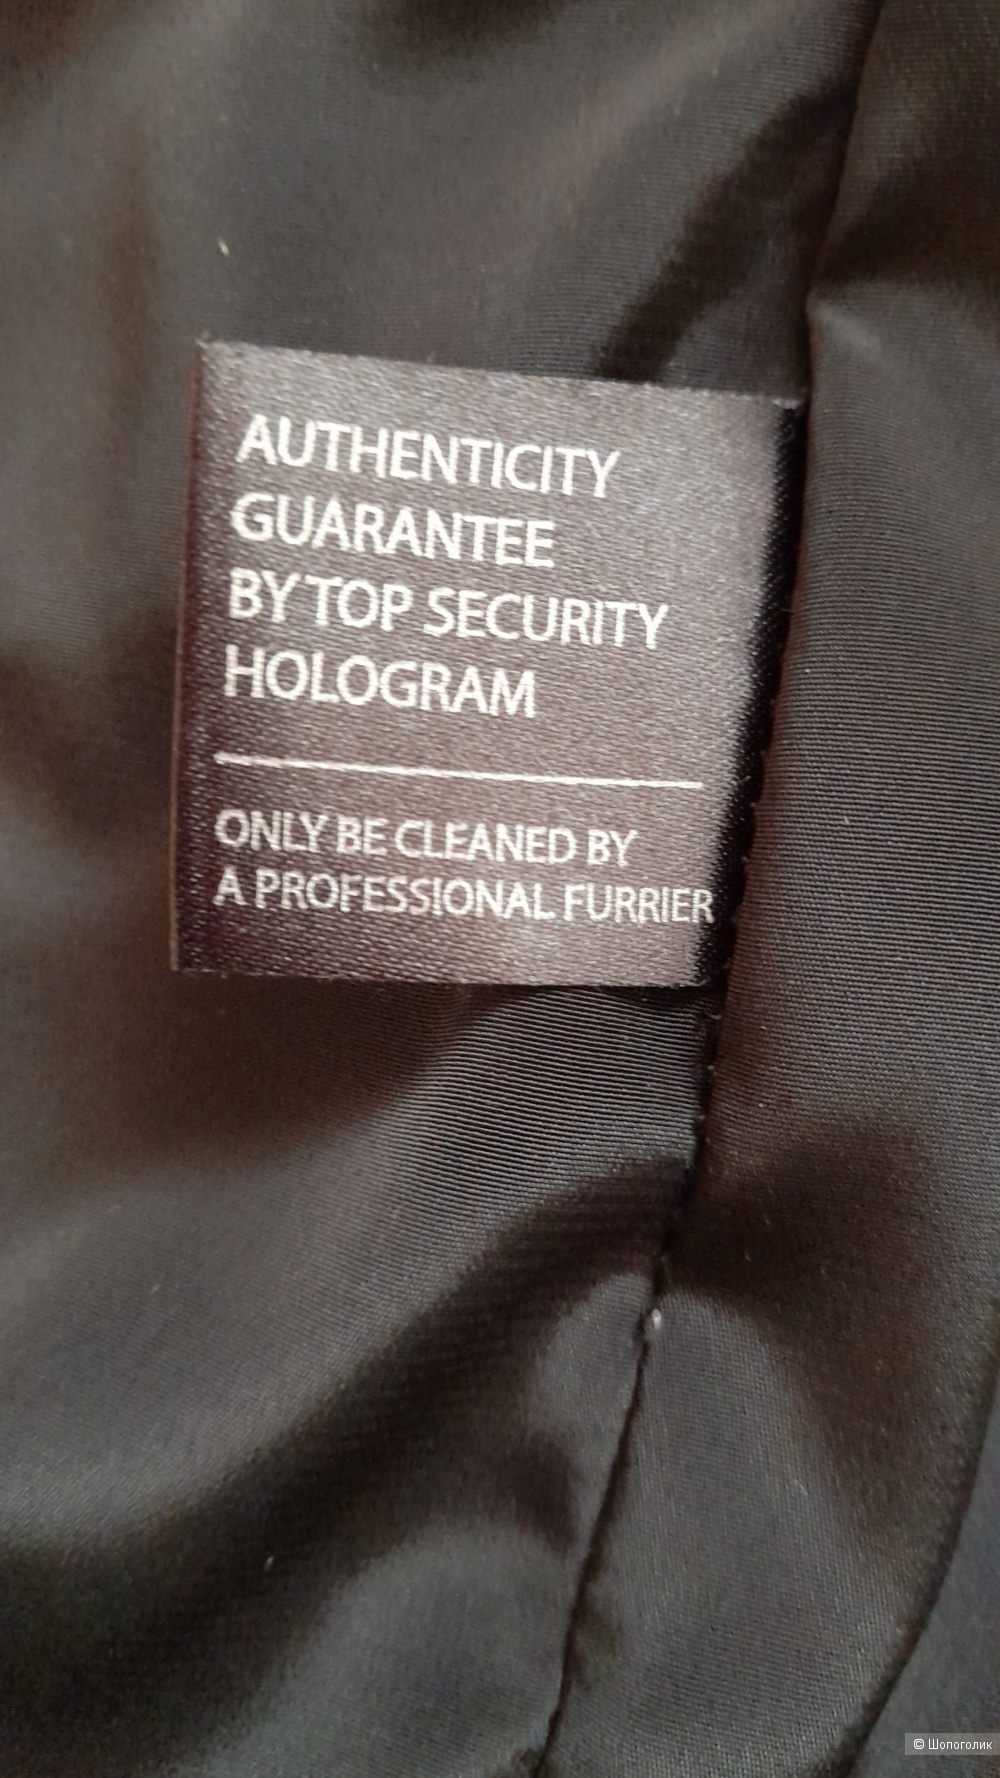 AUTHENTICITY
GUARANTEE
BY TOP SECURITY
HOLOGRAM
ONLY BE CLEANED BY
A PROFESSIONAL FURRIER
© Шопоголик